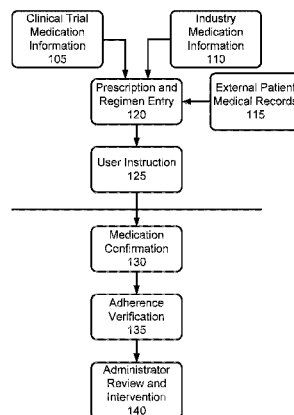 Clinical Trial
Medication
Information
105
Industry
Medication
Information
110
Prescription and
Regimen Entry
120
External Patient
Medical Records
115
User Instruction
125
Medication
Confirmation
130
Adherence
Verification
135
Administrator
Review and
Intervention
140